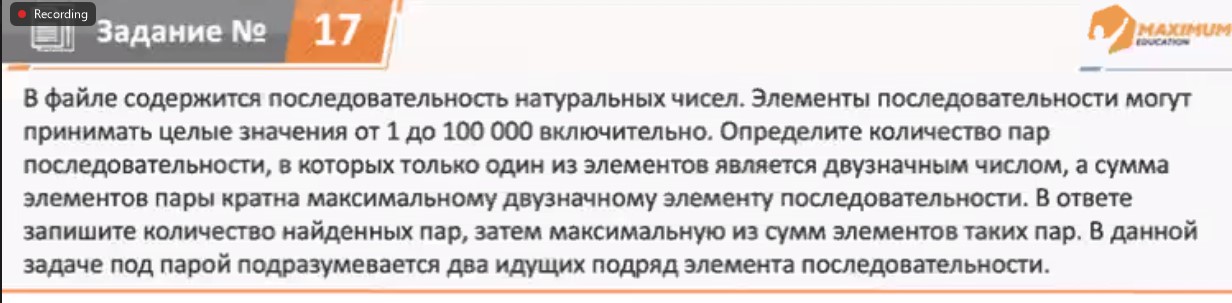 Recording
Задание № 17
MAXIMUM
EDUCATION
В файле содержится последовательность натуральных чисел. Элементы последовательности могут
принимать целые значения от 1 до 100 000 включительно. Определите количество пар
последовательности, в которых только один из элементов является двузначным числом, а сумма
элементов пары кратна максимальному двузначному элементу последовательности. В ответе
запишите количество найденных пар, затем максимальную из сумм элементов таких пар. В данной
задаче под парой подразумевается два идущих подряд элемента последовательности.